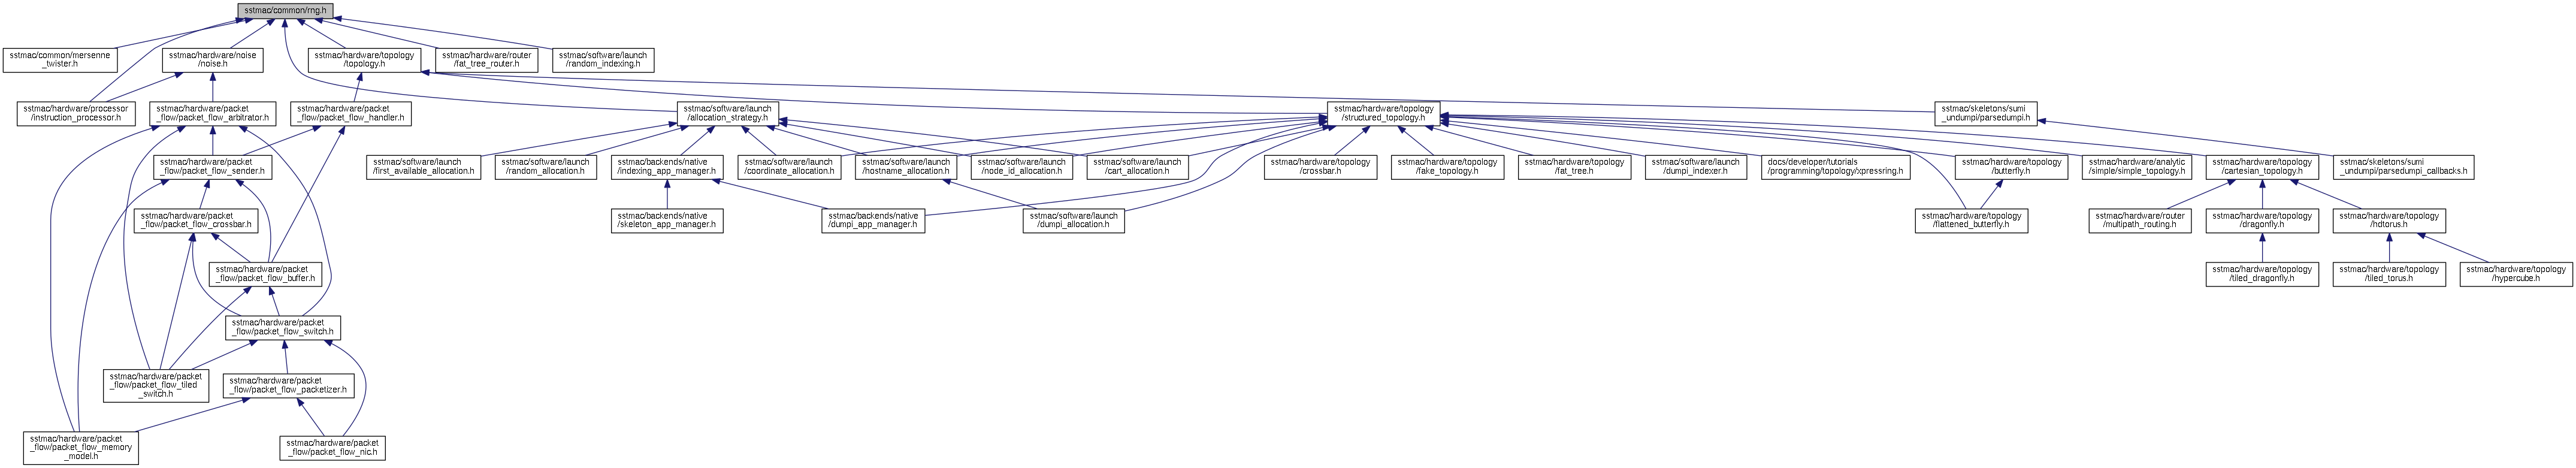 sstmac/common/rng.h
sstmac/common/mersenne
_twister.h
sstmac/hardware/noise
/noise.h
sstmac/hardware/topology
/topology.h
sstmac/hardware/router
/fat_tree_router.h
sstmac/software/launch
/random_indexing.h
sstmac/hardware/processor
/instruction_processor.h
sstmac/hardware/packet
_flow/packet_flow_arbitrator.h
sstmac/hardware/packet
_flow/packet_flow_handler.h
sstmac/software/launch
/allocation_strategy.h
sstmac/hardware/topology
/structured_topology.h
sstmac/skeletons/sumi
_undumpi/parsedumpi.h
sstmac/hardware/packet
_flow/packet_flow_sender.h
sstmac/software/launch
/first_available_allocation.h
sstmac/software/launch
/random_allocation.h
sstmac/backends/native
/indexing_app_manager.h
sstmac/software/launch
/coordinate_allocation.h
sstmac/software/launch
/hostname_allocation.h
sstmac/software/launch
/node_id_allocation.h
sstmac/software/launch
/cart_allocation.h
sstmac/hardware/topology
/crossbar.h
sstmac/hardware/topology
/fake_topology.h
sstmac/hardware/topology
/fat_tree.h
sstmac/software/launch
/dumpi_indexer.h
docs/developer/tutorials
/programming/topology/xpressring.h
sstmac/hardware/topology
/butterfly.h
sstmac/hardware/analytic
/simple/simple_topology.h
sstmac/hardware/topology
/cartesian_topology.h
sstmac/skeletons/sumi
_undumpi/parsedumpi_callbacks.h
sstmac/hardware/packet
_flow/packet_flow_crossbar.h
sstmac/backends/native
/skeleton_app_manager.h
sstmac/backends/native
/dumpi_app_manager.h
sstmac/software/launch
/dumpi_allocation.h
sstmac/hardware/topology
/flattened_butterfly.h
sstmac/hardware/router
/multipath_routing.h
sstmac/hardware/topology
/dragonfly.h
sstmac/hardware/topology
/hdtorus.h
sstmac/hardware/packet
_flow/packet_flow_buffer.h
sstmac/hardware/topology
/tiled_dragonfly.h
sstmac/hardware/topology
/tiled_torus.h
sstmac/hardware/topology
/hypercube.h
sstmac/hardware/packet
_flow/packet_flow_switch.h
sstmac/hardware/packet
_flow/packet_flow_tiled
_switch.h
sstmac/hardware/packet
_flow/packet_flow_packetizer.h
sstmac/hardware/packet
_flow/packet_flow_memory
_model.h
sstmac/hardware/packet
_flow/packet_flow_nic.h